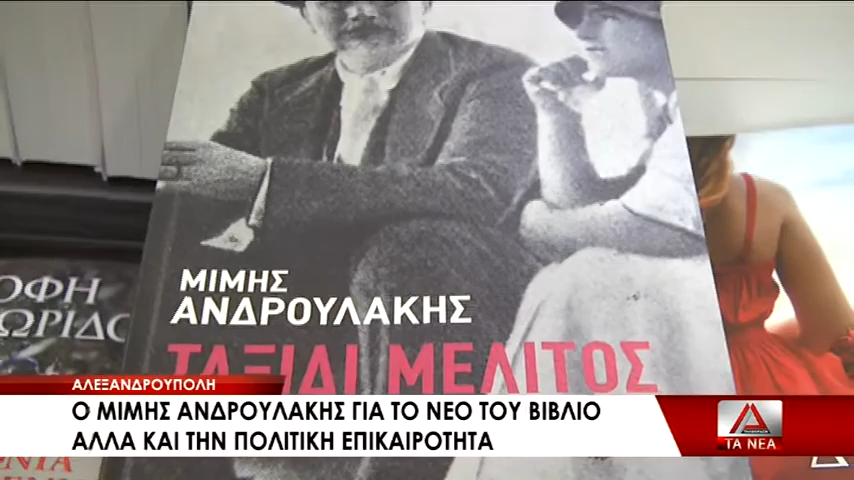 ΜΙΜΗΣ
ΑΝΔΡΟΥΛΑΚΗΣ
ΤΑΞΙΔΙ ΜΕΛΙΤΟΣ
ΑΛΕΞΑΝΔΡΟΥΠΟΛΗ
Ο ΜΙΜΗΣ ΑΝΔΡΟΥΛΑΚΗΣ ΓΙΑ ΤΟ ΝΕΟ ΤΟΥ ΒΙΒΛΙΟ
ΑΛΛΑ ΚΑΙ ΤΗΝ ΠΟΛΙΤΙΚΗ ΕΠΙΚΑΙΡΟΤΗΤΑ
ΤΑ ΝΕΑ